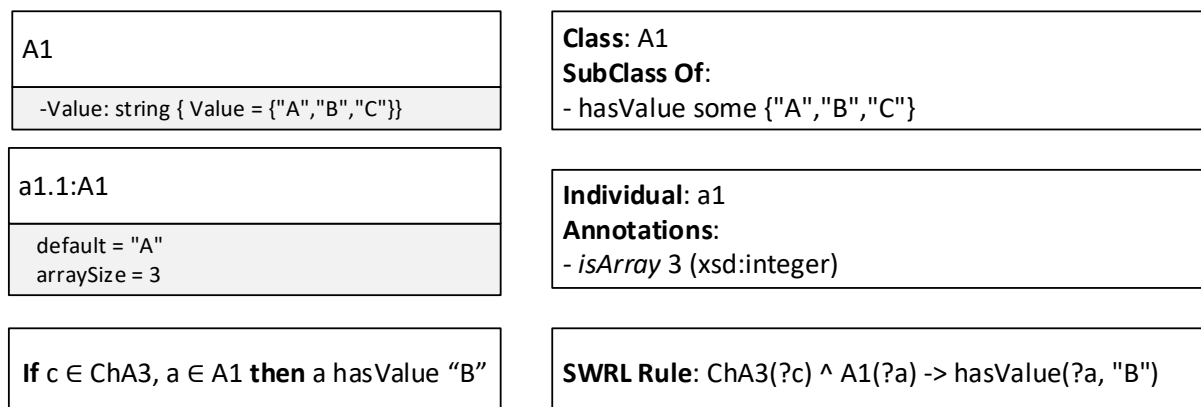 A1
-Value: string { Value = {"A","B","C"}}
Class: A1
SubClass Of:
- hasValue some {"A","B","C"}
a1.1:A1
default = "A"
arraySize = 3
Individual: a1
Annotations:
- isArray 3 (xsd:integer)
If c ∈ ChA3, a ∈ A1 then a hasValue “B”
SWRL Rule: ChA3(?c) ^ A1(?a) -> hasValue(?a, "B")